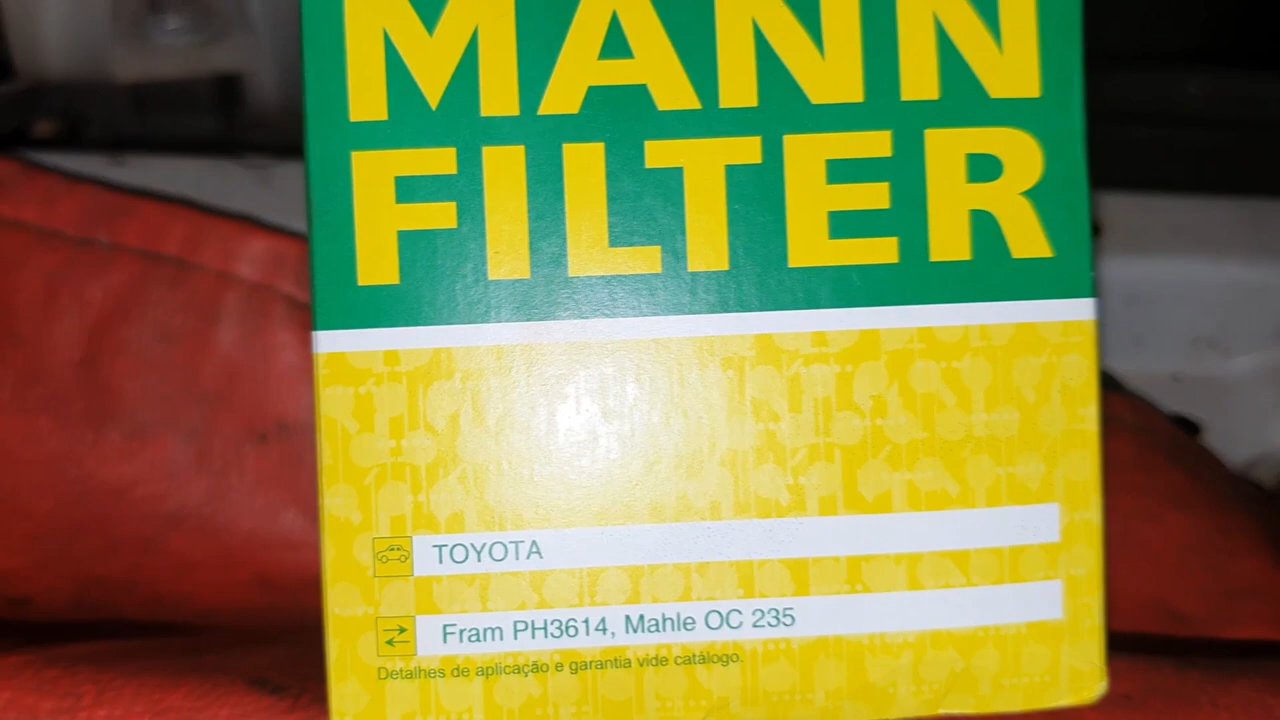 MANN
FILTER
TOYOTA
Fram PH3614, Mahle OC 235
Detalhes de aplicação e garantia vide catálogo.